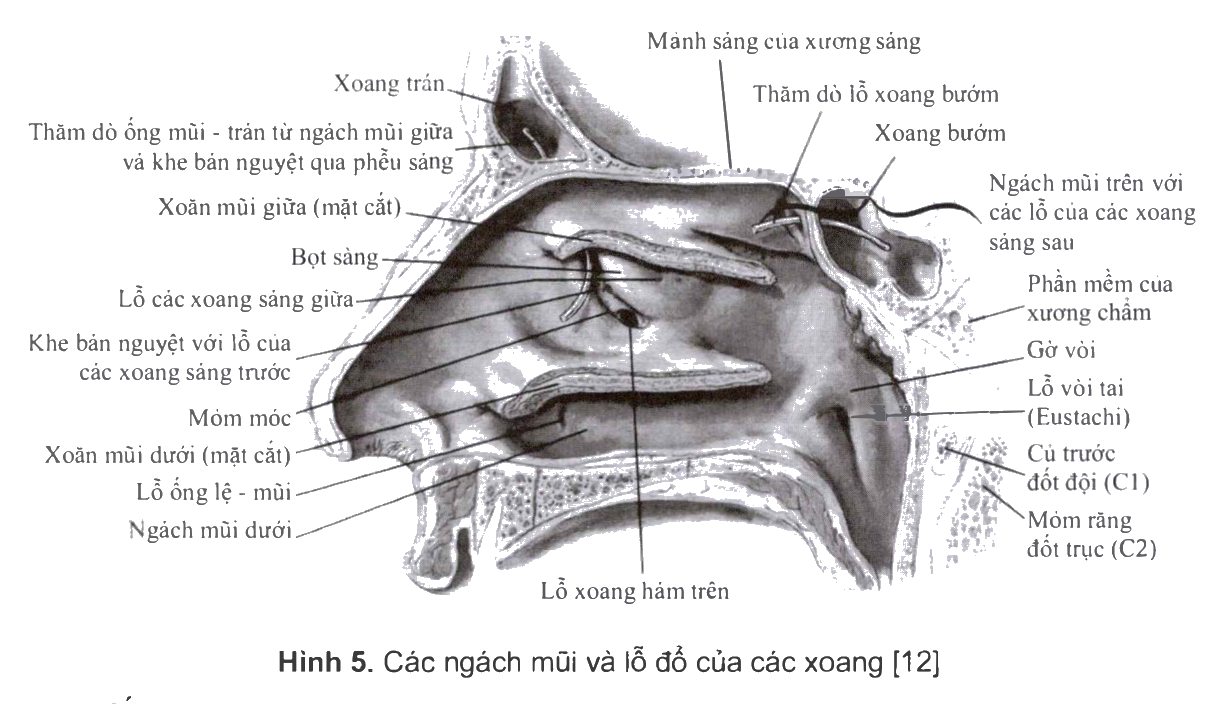 Mảnh sàng của xương sàng
Xoang trán
Thăm dò lỗ xoang bướm
Thăm dò ống mũi - trán từ ngách mũi giữa
và khe bán nguyệt qua phễu sàng
Xoang bướm
Xoăn mũi giữa (mặt cắt)
Ngách mũi trên với
các lỗ của các xoang
sàng sau
Bọt sàng
Lỗ các xoang sàng giữa
Phần mềm của
xương chẩm
Khe bán nguyệt với lỗ của
các xoang sàng trước
Gờ vòi
Mỏm móc
Lỗ vòi tai
(Eustachi)
Xoăn mũi dưới (mặt cắt)
Củ trước
đốt đội (C1)
Lỗ ống lệ - mũi
Ngách mũi dưới
Mỏm răng
đốt trục (C2)
Lỗ xoang hàm trên
Hình 5. Các ngách mũi và lỗ đổ của các xoang [12]